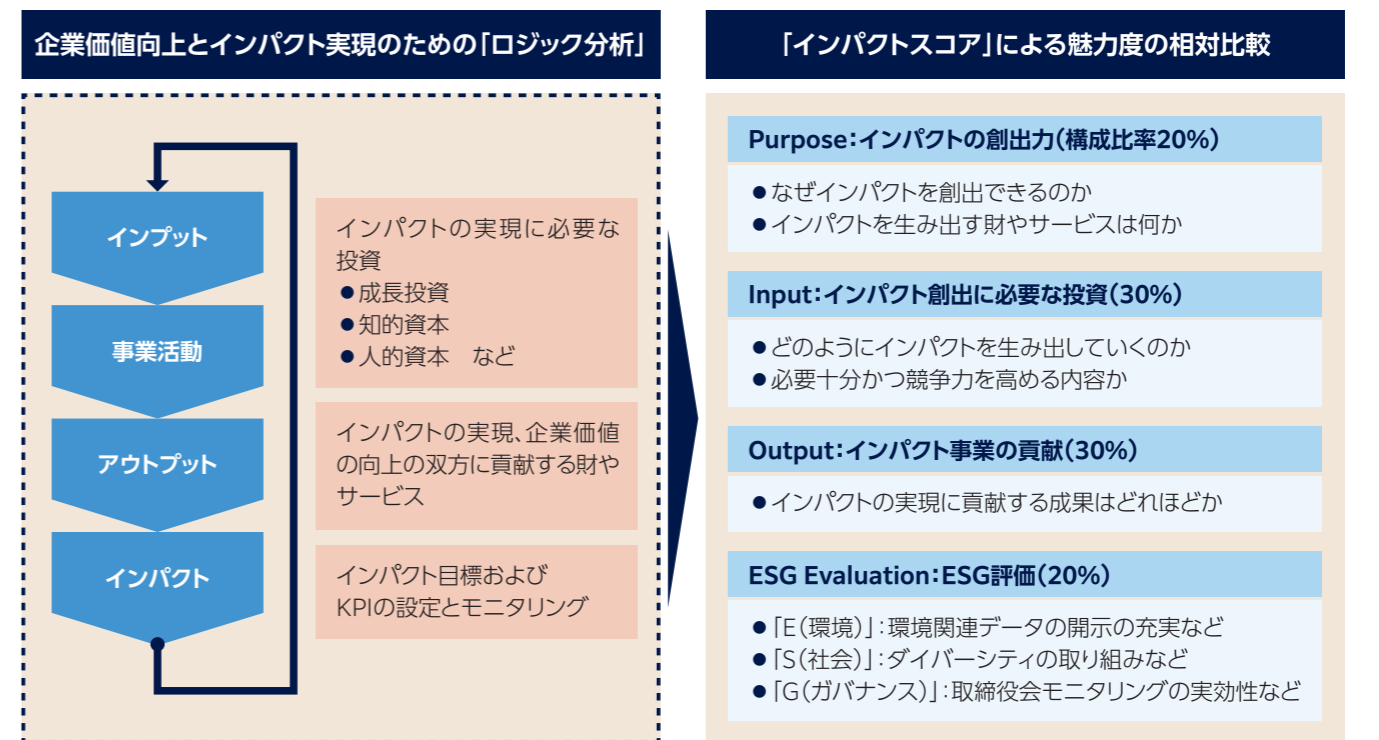 企業価値向上とインパクト実現のための「ロジック分析」
インプット
事業活動
アウトプット
インパクト
インパクトの実現に必要な
投資
●成長投資
●知的資本
●人的資本　など
インパクトの実現、企業価値
の向上の双方に貢献する財や
サービス
インパクト目標および
KPIの設定とモニタリング
「インパクトスコア」による魅力度の相対比較
Purpose：インパクトの創出力（構成比率20%）
●なぜインパクトを創出できるのか
●インパクトを生み出す財やサービスは何か
Input：インパクト創出に必要な投資（30%）
●どのようにインパクトを生み出していくのか
●必要十分かつ競争力を高める内容か
Output：インパクト事業の貢献（30%）
●インパクトの実現に貢献する成果はどれほどか
ESG Evaluation：ESG評価（20%）
●「E（環境）」：環境関連データの開示の充実など
●「S（社会）」：ダイバーシティの取り組みなど
●「G（ガバナンス）」：取締役会モニタリングの実効性など